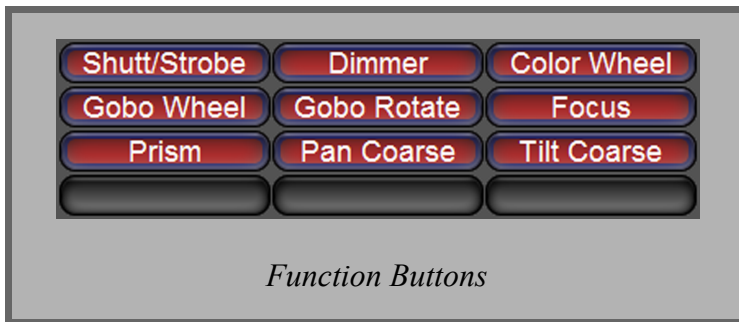 Shutt/Strobe Dimmer Color Wheel
Gobo Wheel Gobo Rotate Focus
Prism Pan Coarse Tilt Coarse
Function Buttons